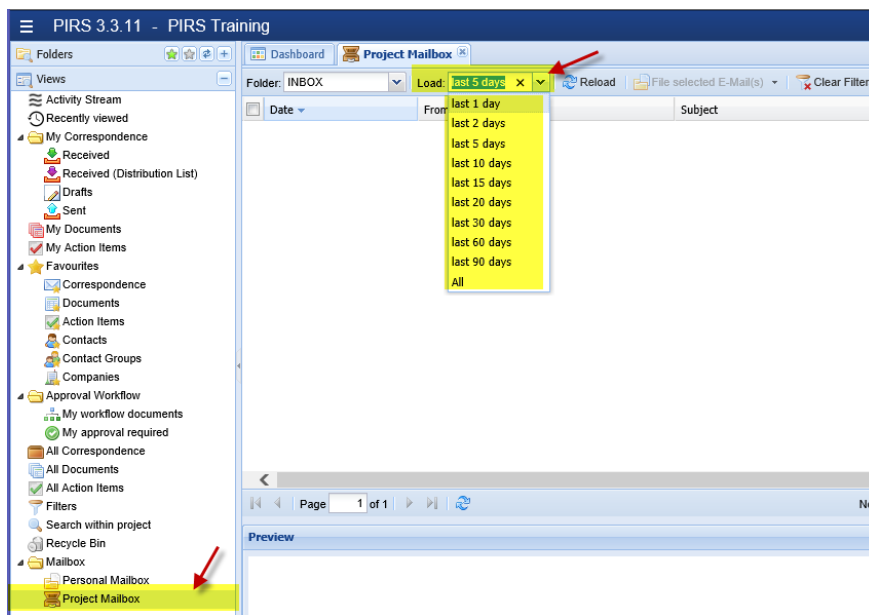 PIRS 3.3.11 - PIRS Training
Folders
Dashboard
Project Mailbox
Views
Folder: INBOX
Load: last 5 days
Reload
File selected E-Mail(s)
Clear Filter
Date
From
Subject
last 1 day
last 2 days
last 5 days
last 10 days
last 15 days
last 20 days
last 30 days
last 60 days
last 90 days
All
Activity Stream
Recently viewed
My Correspondence
Received
Received (Distribution List)
Drafts
Sent
My Documents
My Action Items
Favourites
Correspondence
Documents
Action Items
Contacts
Contact Groups
Companies
Approval Workflow
My workflow documents
My approval required
All Correspondence
All Documents
All Action Items
Filters
Search within project
Recycle Bin
Mailbox
Personal Mailbox
Project Mailbox
Page 1 of 1
Preview